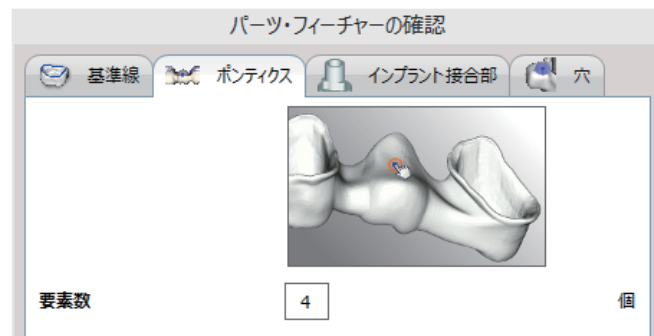 パーツ・フィーチャーの確認
基準線 ポンティクス インプラント接合部 穴
要素数 4 個